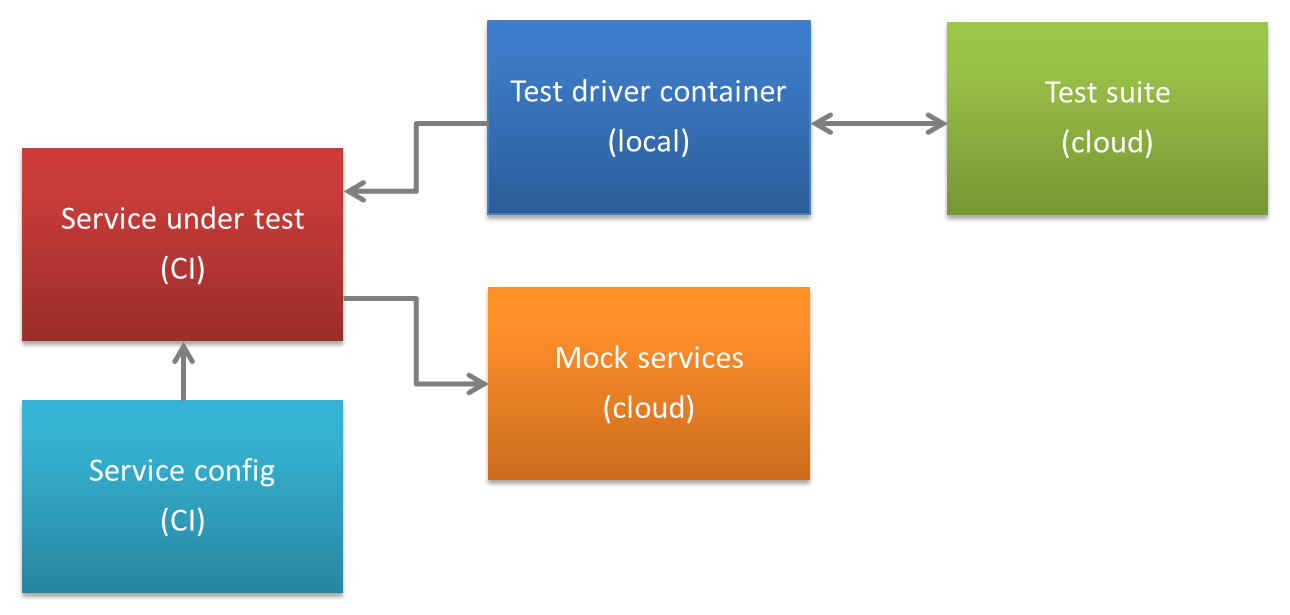 Test driver container
(local)
Test suite
(cloud)
Service under test
(CI)
Mock services
(cloud)
Service config
(CI)